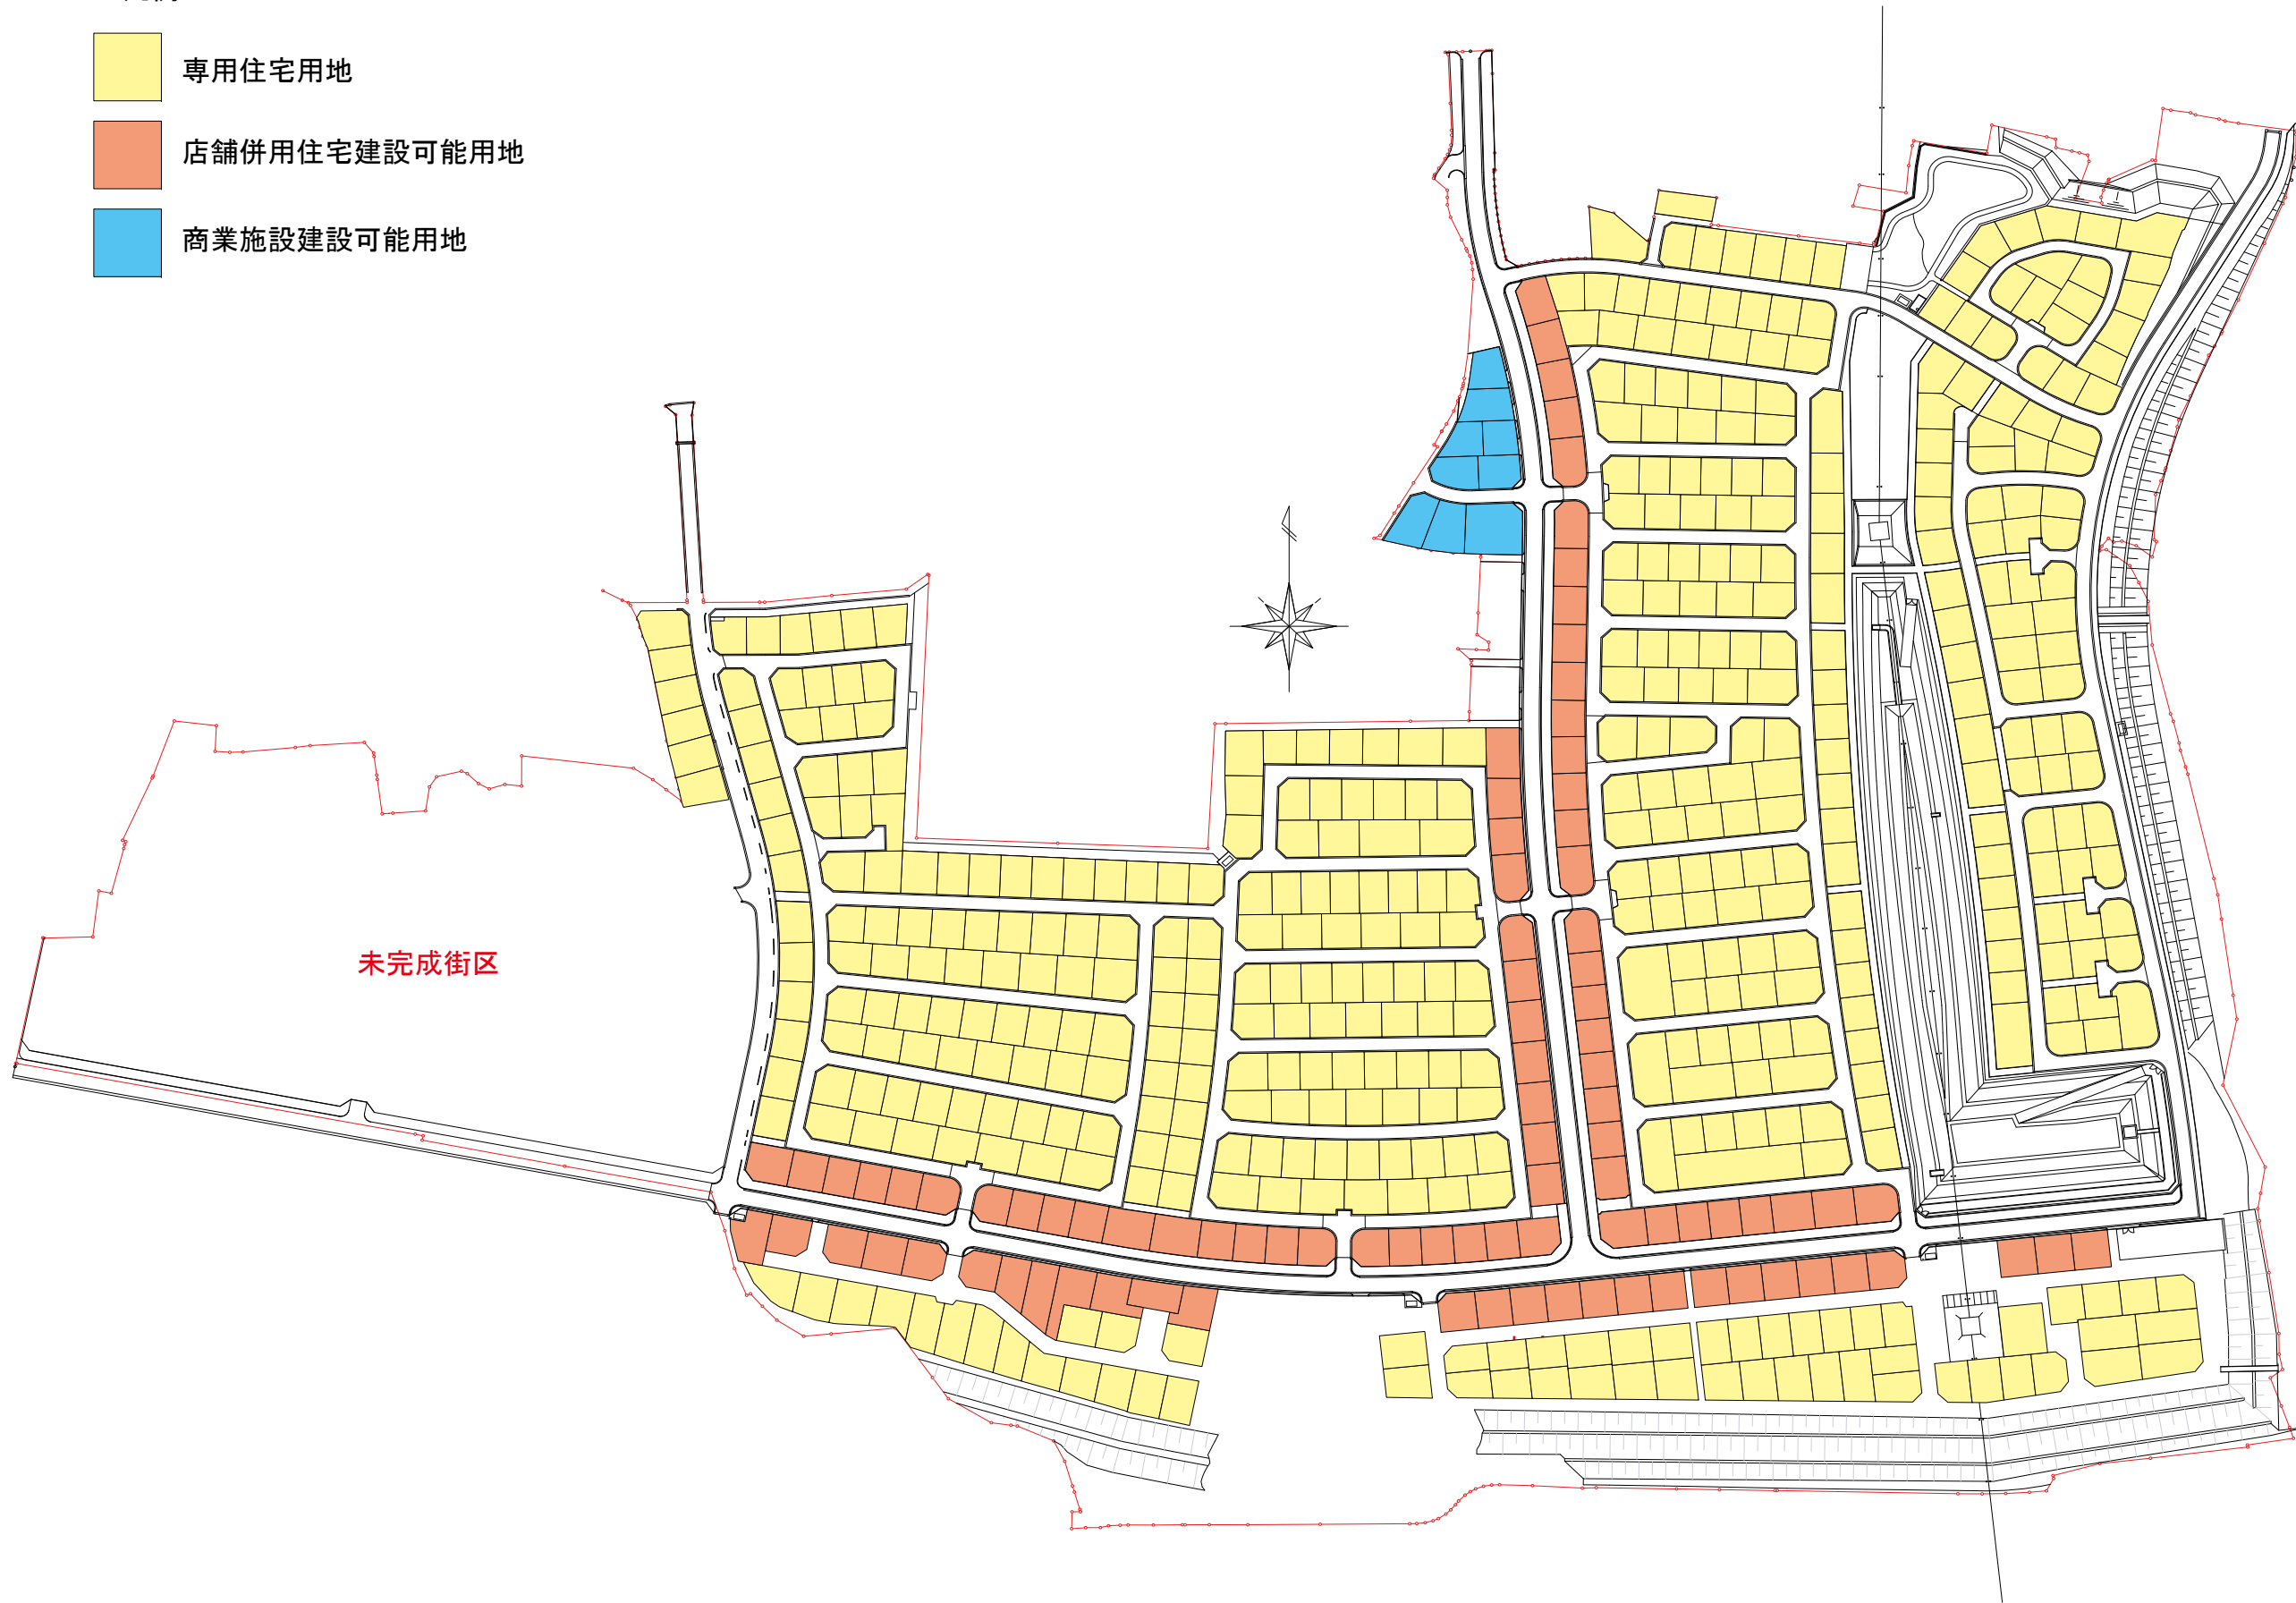 専用住宅用地
店舗併用住宅建設可能用地
商業施設建設可能用地
未完成街区